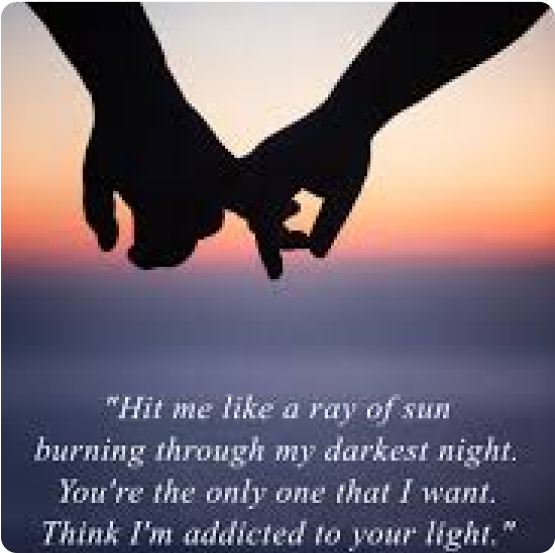 "Hit me like a ray of sun
burning through my darkest night.
You're the only one that I want.
Think I'm addicted to your light."